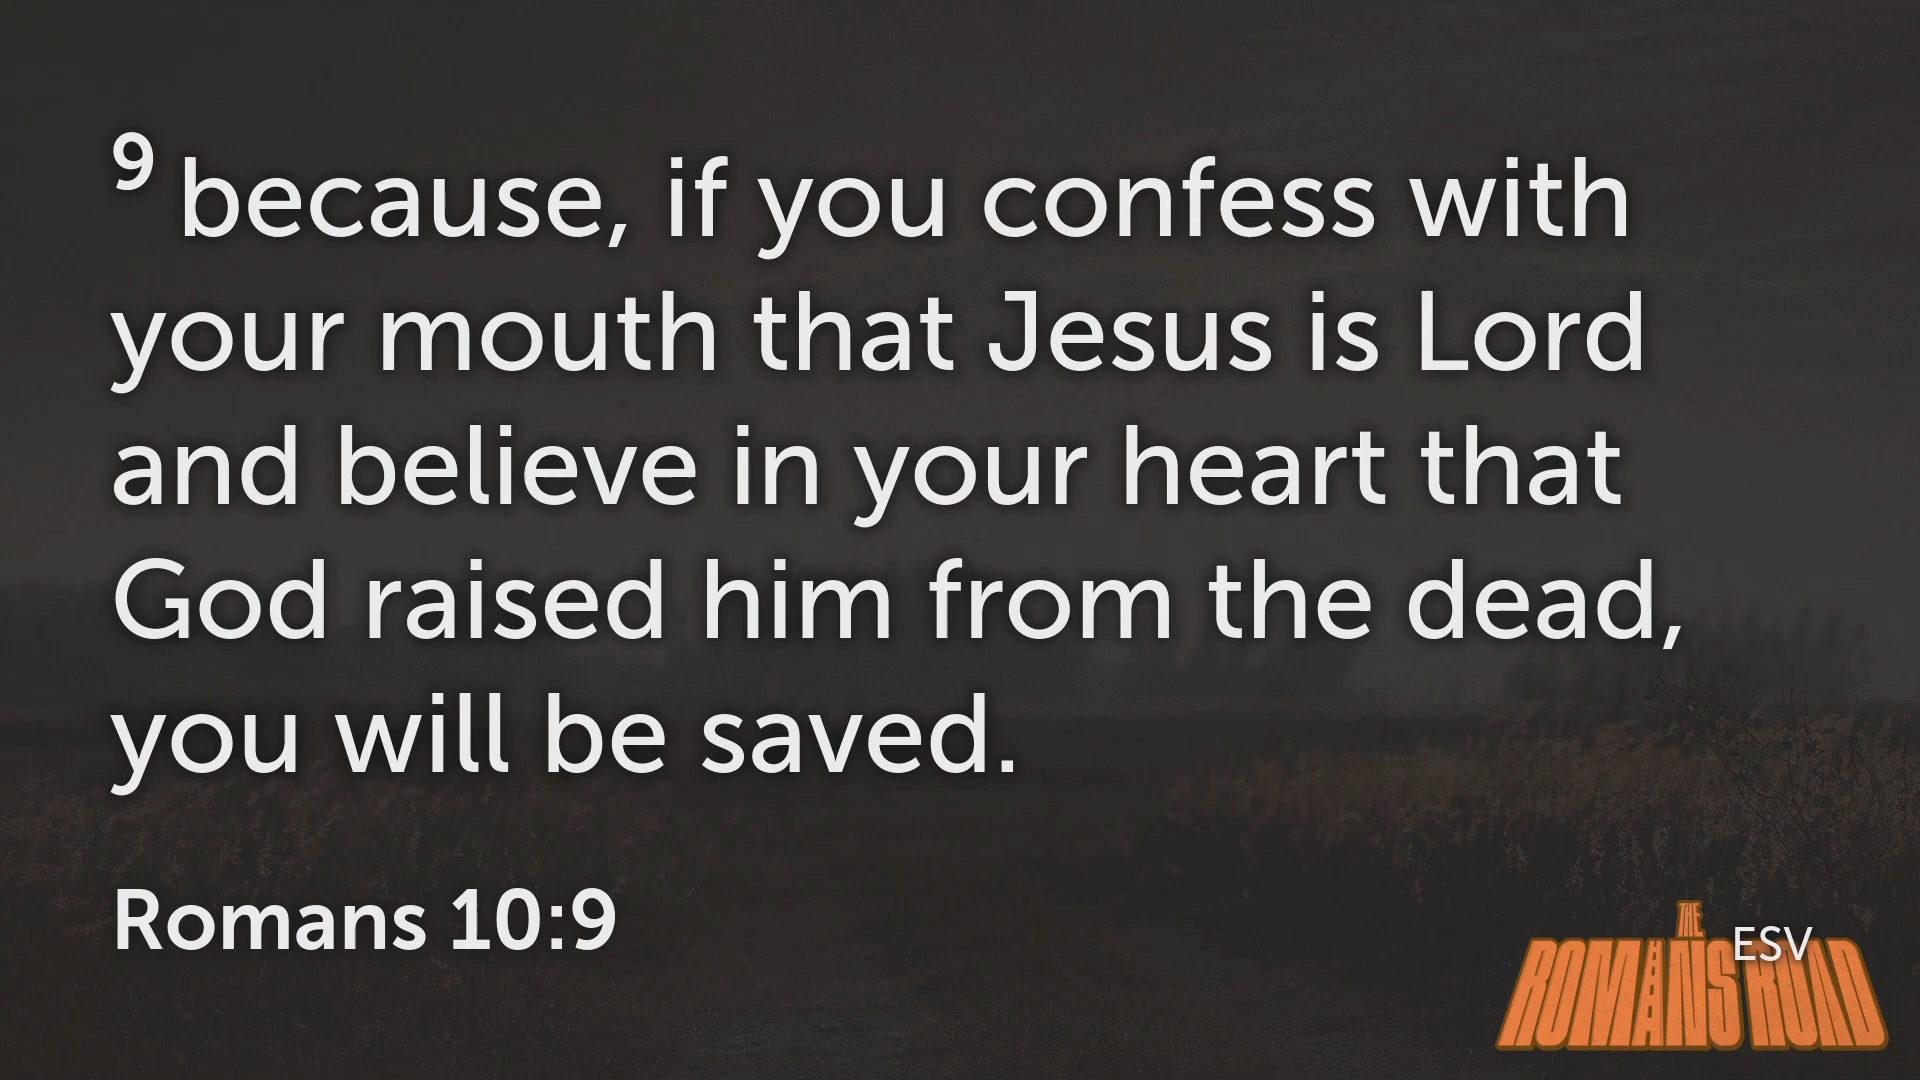 9 because, if you confess with
your mouth that Jesus is Lord
and believe in your heart that
God raised him from the dead,
you will be saved.
Romans 10:9
ESV
THE
ROMANS ROAD